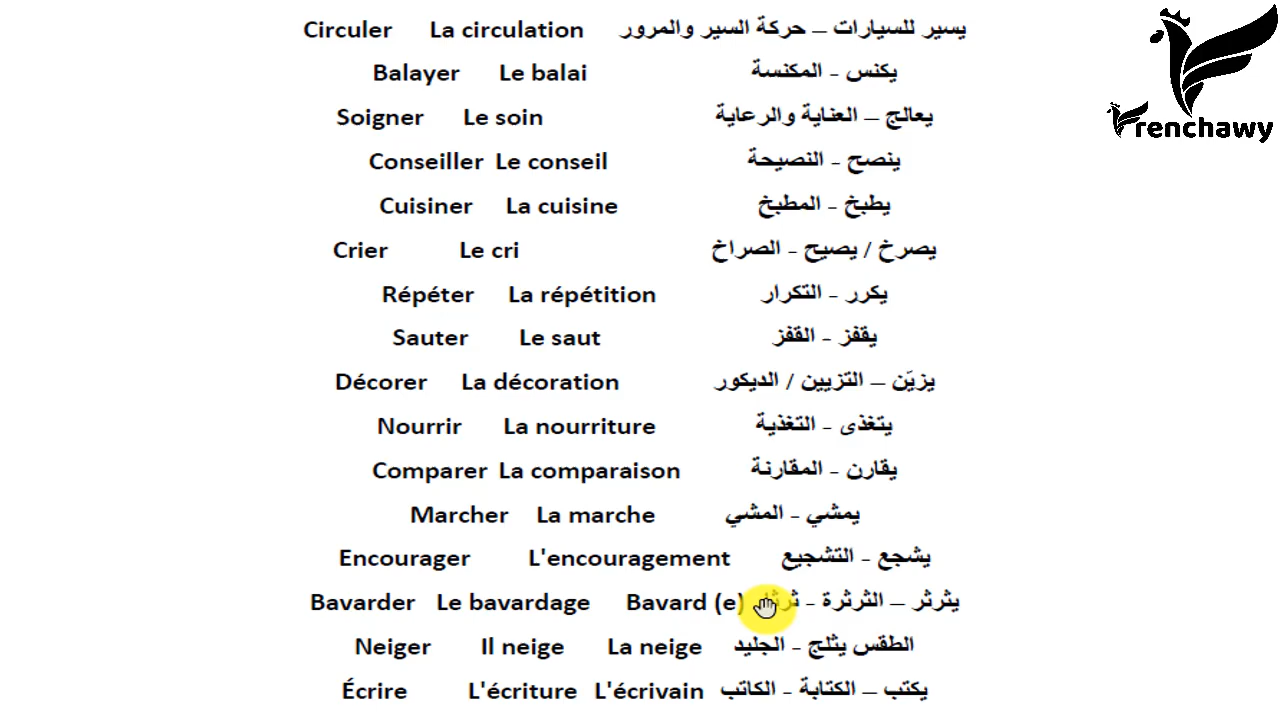 Circuler La circulation يسير للسيارات – حركة السير والمرور
Balayer Le balai يكنس - المكنسة
Soigner Le soin يعالج – العناية والرعاية
Conseiller Le conseil ينصح - النصيحة
Cuisiner La cuisine يطبخ - المطبخ
Crier Le cri يصرخ / يصيح - الصراخ
Répéter La répétition يكرر - التكرار
Sauter Le saut يقفز - القفز
Décorer La décoration يزيّن – التزيين / الديكور
Nourrir La nourriture يتغذى - التغذية
Comparer La comparaison يقارن - المقارنة
Marcher La marche يمشي - المشي
Encourager L'encouragement يشجع - التشجيع
Bavarder Le bavardage Bavard (e) يثرثر – الثرثرة -
Neiger Il neige La neige الطقس يثلج - الجليد
Écrire L'écriture L'écrivain يكتب – الكتابة - الكاتب
Frenchawy